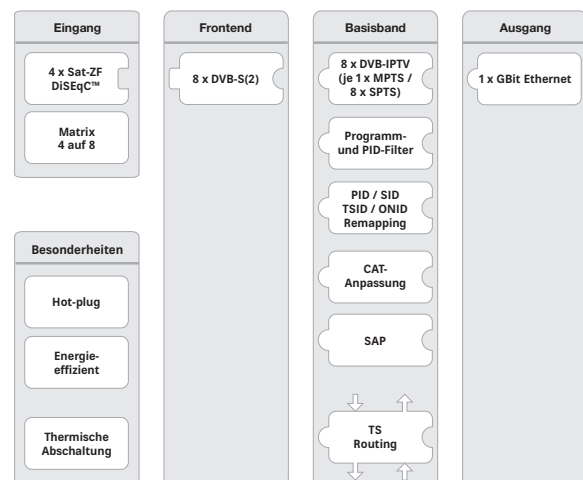 Eingang
4 x Sat-ZF
DiSEqC™
Matrix
4 auf 8
Besonderheiten
Hot-plug
Energie-
effizient
Thermische
Abschaltung
Frontend
8 x DVB-S(2)
Basisband
8 x DVB-IPTV
(je 1 x MPTS /
8 x SPTS)
Programm-
und PID-Filter
PID / SID
TSID / ONID
Remapping
CAT-
Anpassung
SAP
TS
Routing
Ausgang
1 x GBit Ethernet